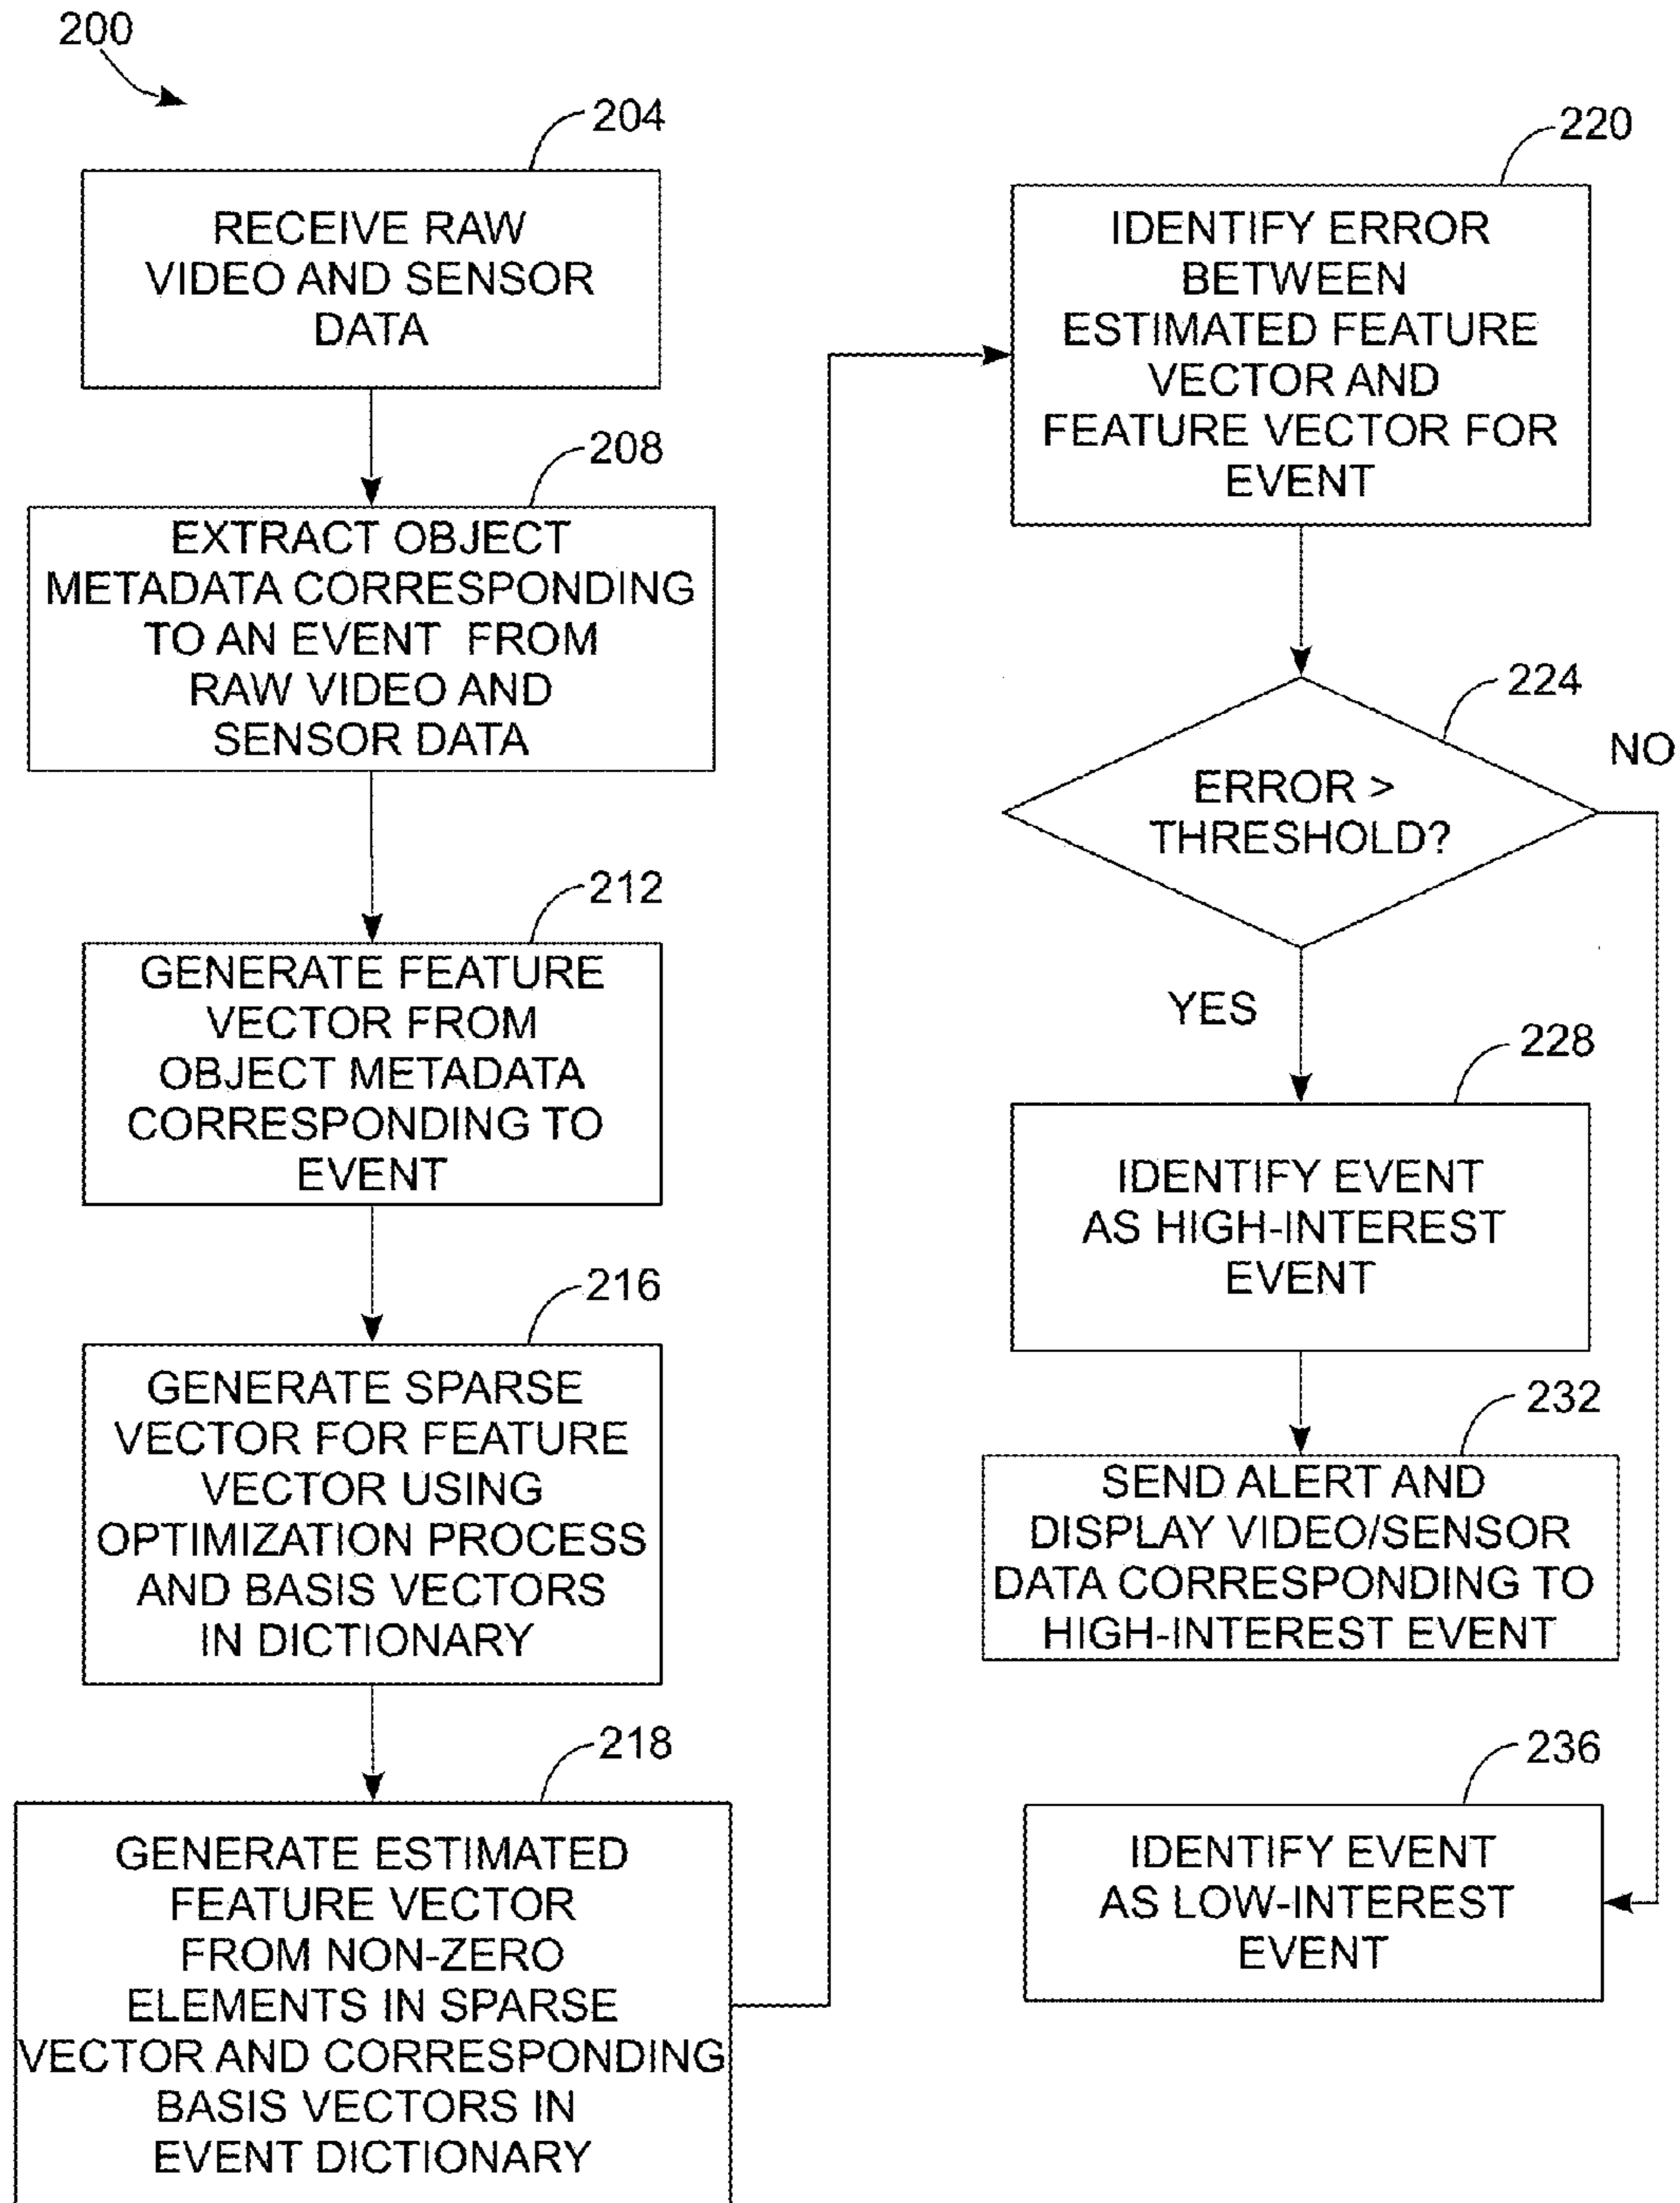 200
204
RECEIVE RAW
VIDEO AND SENSOR
DATA
208
EXTRACT OBJECT
METADATA CORRESPONDING
TO AN EVENT FROM
RAW VIDEO AND
SENSOR DATA
212
GENERATE FEATURE
VECTOR FROM
OBJECT METADATA
CORRESPONDING TO
EVENT
216
GENERATE SPARSE
VECTOR FOR FEATURE
VECTOR USING
OPTIMIZATION PROCESS
AND BASIS VECTORS
IN DICTIONARY
218
GENERATE ESTIMATED
FEATURE VECTOR
FROM NON-ZERO
ELEMENTS IN SPARSE
VECTOR AND CORRESPONDING
BASIS VECTORS IN
EVENT DICTIONARY
220
IDENTIFY ERROR
BETWEEN
ESTIMATED FEATURE
VECTOR AND
FEATURE VECTOR FOR
EVENT
224
NO
ERROR >
THRESHOLD?
YES
228
IDENTIFY EVENT
AS HIGH-INTEREST
EVENT
232
SEND ALERT AND
DISPLAY VIDEO/SENSOR
DATA CORRESPONDING TO
HIGH-INTEREST EVENT
236
IDENTIFY EVENT
AS LOW-INTEREST
EVENT